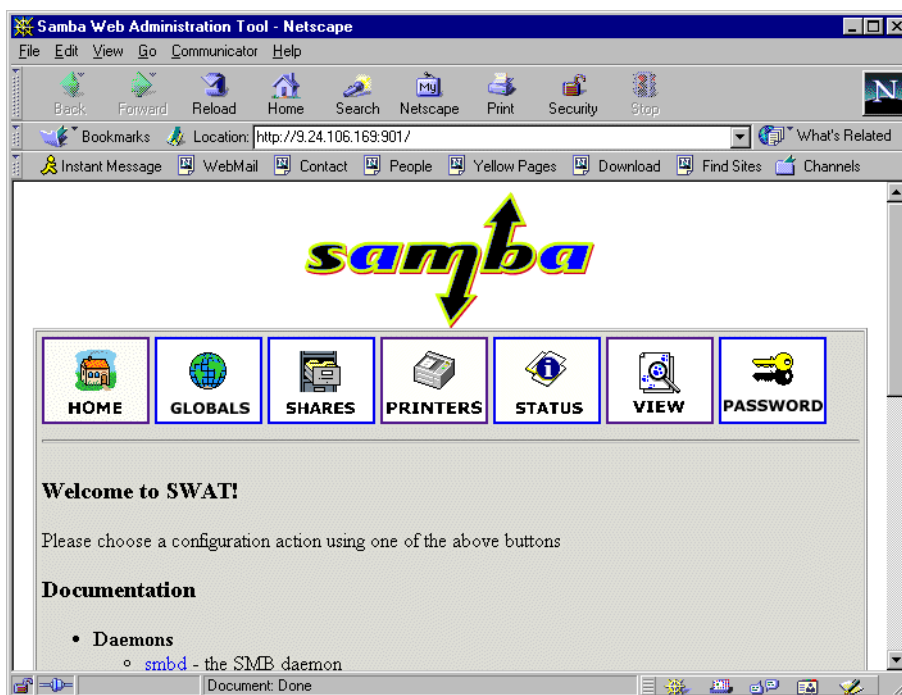 Samba Web Administration Tool - Netscape
File Edit View Go Communicator Help
Back Forward Reload Home Search Netscape Print Security Stop
My
N
Bookmarks Location: http://9.24.106.169:901/ What's Related
Instant Message WebMail Contact People Yellow Pages Download Find Sites Channels
samba
HOME GLOBALS SHARES PRINTERS STATUS VIEW PASSWORD
Welcome to SWAT!
Please choose a configuration action using one of the above buttons
Documentation
• Daemons
smbd - the SMB daemon
Document: Done